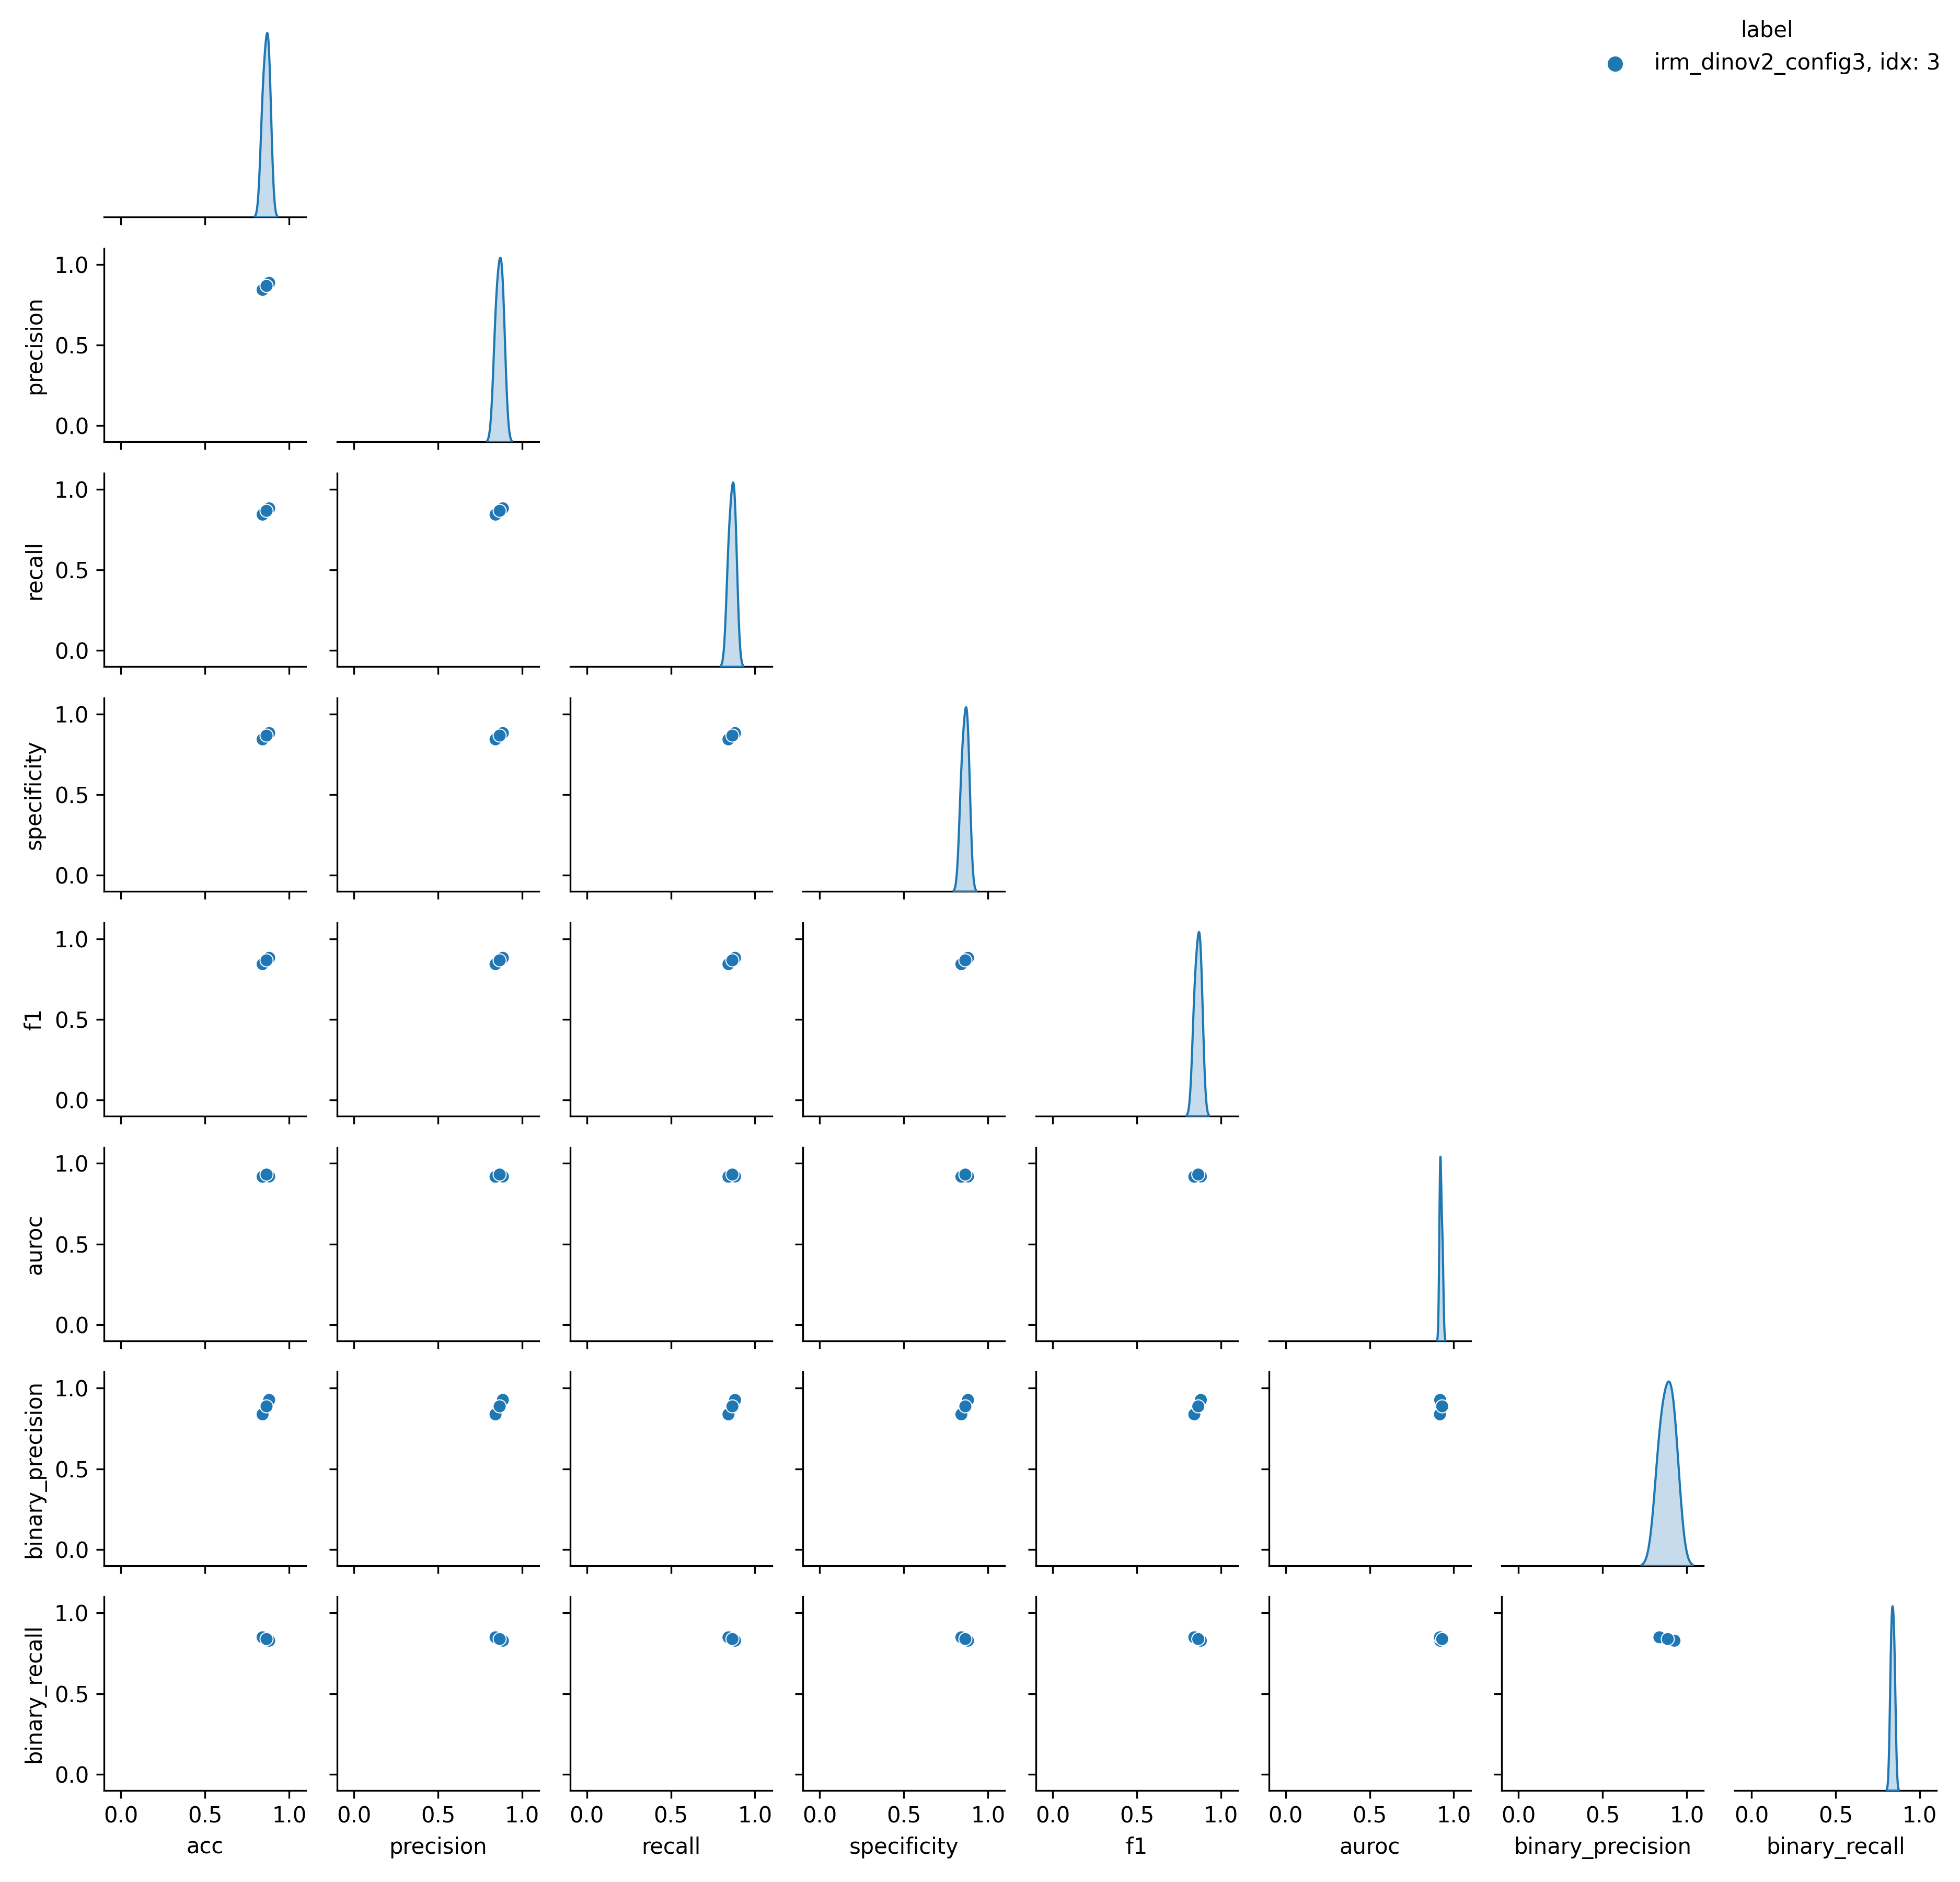 label
irm_dinov2_config3, idx: 3
1.0
precision
0.5
0.0
1.0
recall
0.5
0.0
1.0
specificity
0.5
0.0
1.0
f1
0.5
0.0
1.0
auroc
0.5
0.0
1.0
binary_precision
0.5
0.0
1.0
binary_recall
0.5
0.0
0.0 0.5 1.0 0.0 0.5 1.0 0.0 0.5 1.0 0.0 0.5 1.0 0.0 0.5 1.0 0.0 0.5 1.0 0.0 0.5 1.0 0.0 0.5 1.0
acc precision recall specificity f1 auroc binary_precision binary_recall